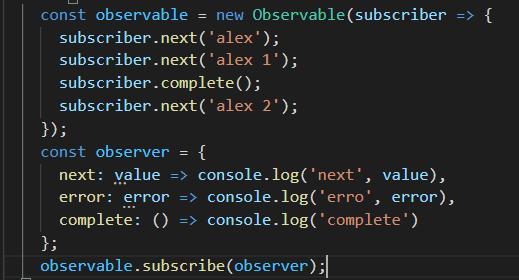 const observable = new Observable(subscriber => {
  subscriber.next('alex');
  subscriber.next('alex 1');
  subscriber.complete();
  subscriber.next('alex 2');
});
const observer = {
  next: value => console.log('next', value),
  error: error => console.log('erro', error),
  complete: () => console.log('complete')
};
observable.subscribe(observer);